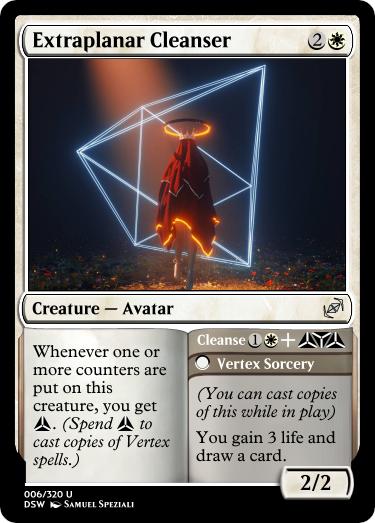 Extraplanar Cleanser 2
Creature — Avatar
Whenever one or
more counters are
put on this
creature, you get
. (Spend to
cast copies of Vertex
spells.)
Cleanse 1 +
Vertex Sorcery
(You can cast copies
of this while in play)
You gain 3 life and
draw a card.
2/2
006/320 U
DSW Samuel Speziali